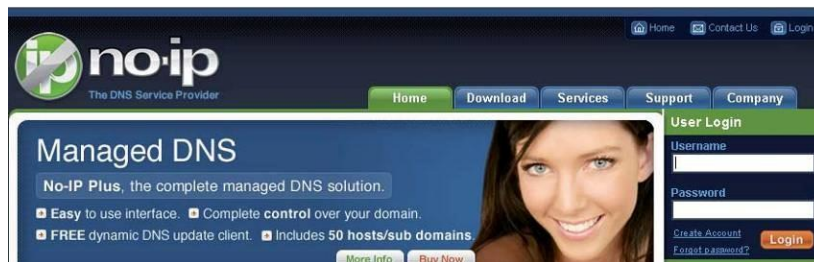 Home Contact Us Login
ip no·ip
The DNS Service Provider
Home Download Services Support Company
Managed DNS
No-IP Plus, the complete managed DNS solution.
Easy to use interface. Complete control over your domain.
FREE dynamic DNS update client. Includes 50 hosts/sub domains.
More Info Buy Now
User Login
Username
Password
Create Account
Forgot password?
Login